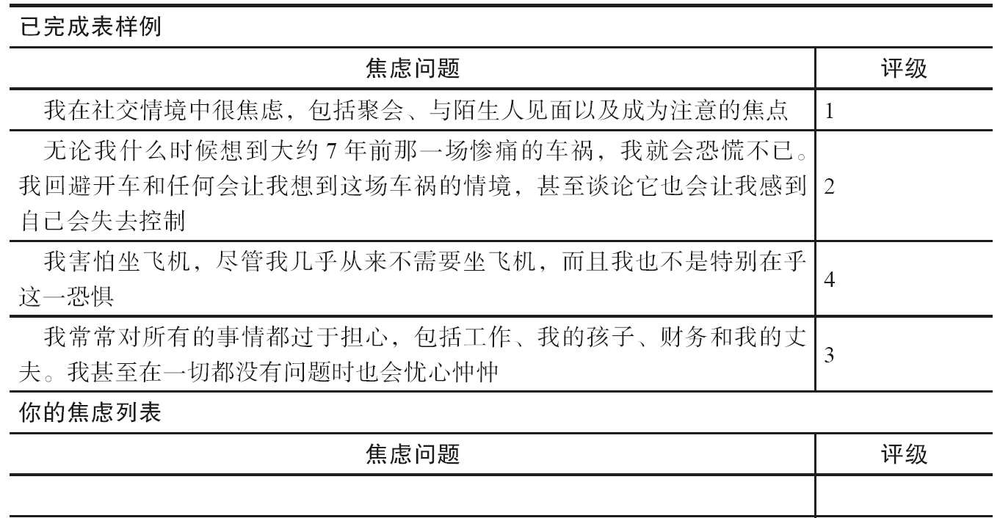 已完成表样例
焦虑问题 评级
我在社交情境中很焦虑，包括聚会、与陌生人见面以及成为注意的焦点 1
无论我什么时候想到大约 7 年前那一场惨痛的车祸，我就会恐慌不已。
我回避开车和任何会让我想到这场车祸的情境，甚至谈论它也会让我感到 2
自己会失去控制
我害怕坐飞机，尽管我几乎从来不需要坐飞机，而且我也不是特别在乎
这一恐惧
4
我常常对所有的事情都过于担心，包括工作、我的孩子、财务和我的丈
夫。我甚至在一切都没有问题时也会忧心忡忡
3
你的焦虑列表
焦虑问题 评级